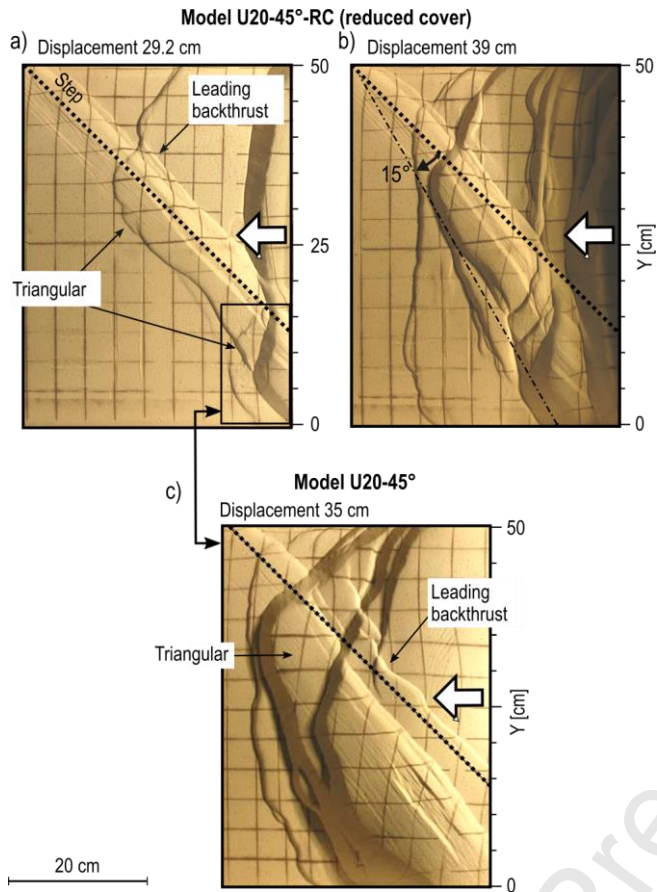 Model U20-45°-RC (reduced cover)
a) Displacement 29.2 cm
b) Displacement 39 cm
50
50
Step
Leading
backthrust
15°
25
Y [cm]
Triangular
0
0
Model U20-45°
c)
Displacement 35 cm
50
Leading
backthrust
Triangular
Y [cm]
20 cm
0
Pre